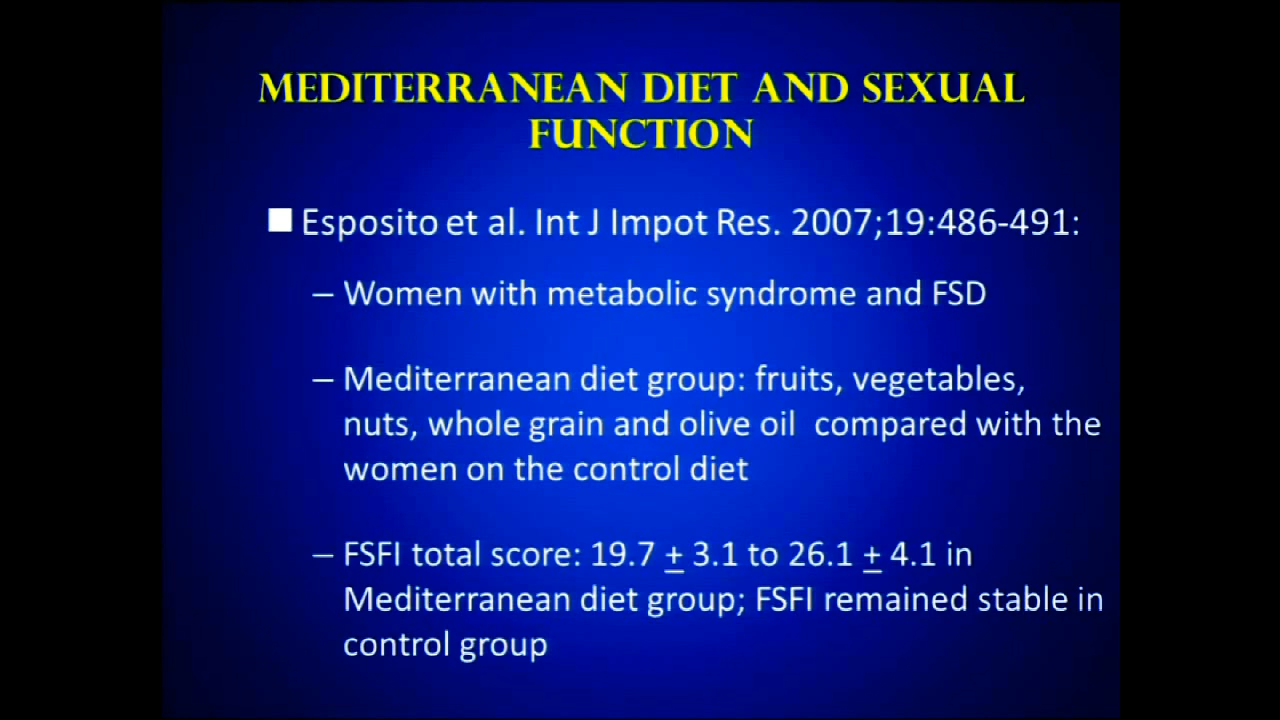 MEDITERRANEAN DIET AND SEXUAL
FUNCTION
Esposito et al. Int J Impot Res. 2007;19:486-491:
– Women with metabolic syndrome and FSD
– Mediterranean diet group: fruits, vegetables,
nuts, whole grain and olive oil compared with the
women on the control diet
– FSFI total score: 19.7 ± 3.1 to 26.1 ± 4.1 in
Mediterranean diet group; FSFI remained stable in
control group